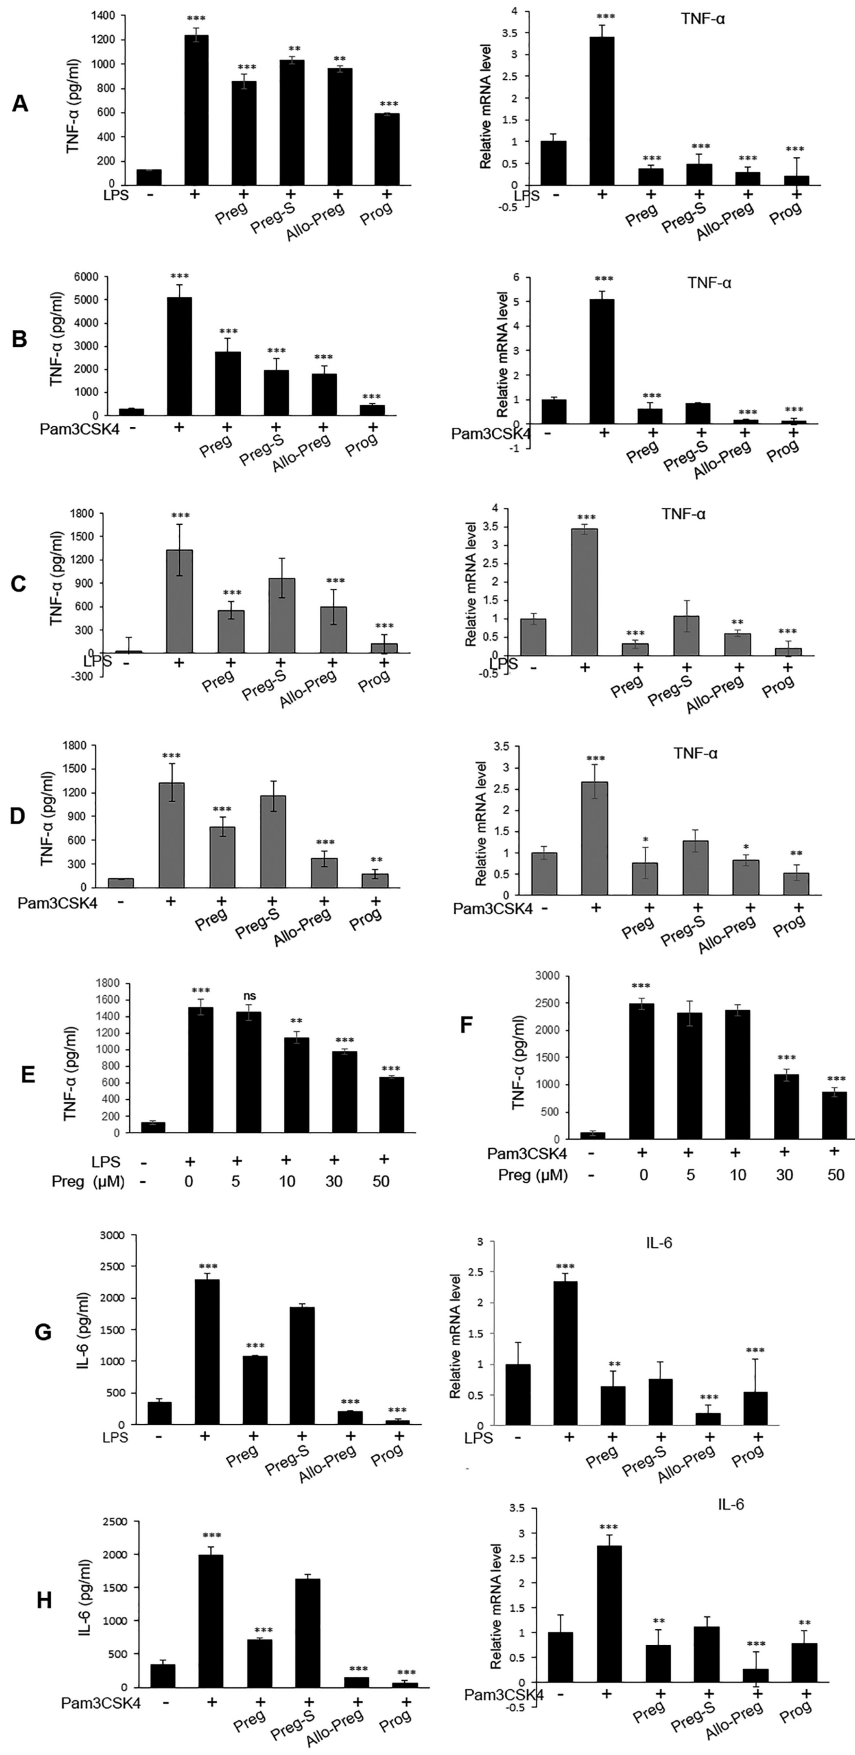 A
TNF-α (pg/ml)
1400
1200
1000
800
600
400
200
0
*** *** ** ** ***
LPS - + + + + +
Preg Preg-S Allo-Preg Prog
TNF-α
Relative mRNA level
4
3.5
3
2.5
2
1.5
1
0.5
0
-0.5
*** *** *** *** ***
LPS - + + + + +
Preg Preg-S Allo-Preg Prog
B
TNF-α (pg/ml)
6000
5000
4000
3000
2000
1000
0
*** *** *** *** ***
Pam3CSK4 - + + + + +
Preg Preg-S Allo-Preg Prog
TNF-α
Relative mRNA level
6
5
4
3
2
1
0
-1
*** *** *** ***
Pam3CSK4 - + + + + +
Preg Preg-S Allo-Preg Prog
C
TNF-α (pg/ml)
1800
1500
1200
900
600
300
0
-300
*** *** *** ***
LPS - + + + + +
Preg Preg-S Allo-Preg Prog
TNF-α
Relative mRNA level
4
3.5
3
2.5
2
1.5
1
0.5
0
-0.5
*** *** ** ***
LPS - + + + + +
Preg Preg-S Allo-Preg Prog
D
TNF-α (pg/ml)
1800
1500
1200
900
600
300
0
*** *** *** **
Pam3CSK4 - + + + + +
Preg Preg-S Allo-Preg Prog
TNF-α
Relative mRNA level
3.5
3
2.5
2
1.5
1
0.5
0
*** * * **
Pam3CSK4 - + + + + +
Preg Preg-S Allo-Preg Prog
E
TNF-α (pg/ml)
1800
1600
1400
1200
1000
800
600
400
200
0
*** ns ** *** ***
LPS - + + + + +
Preg (µM) - 0 5 10 30 50
F
TNF-α (pg/ml)
3000
2500
2000
1500
1000
500
0
*** *** ***
Pam3CSK4 - + + + + +
Preg (µM) - 0 5 10 30 50
G
IL-6 (pg/ml)
3000
2500
2000
1500
1000
500
0
*** *** *** ***
LPS - + + + + +
Preg Preg-S Allo-Preg Prog
IL-6
Relative mRNA level
3
2.5
2
1.5
1
0.5
0
*** ** *** ***
LPS - + + + + +
Preg Preg-S Allo-Preg Prog
H
IL-6 (pg/ml)
2500
2000
1500
1000
500
0
*** *** *** ***
Pam3CSK4 - + + + + +
Preg Preg-S Allo-Preg Prog
IL-6
Relative mRNA level
3.5
3
2.5
2
1.5
1
0.5
0
-0.5
*** ** *** **
Pam3CSK4 - + + + + +
Preg Preg-S Allo-Preg Prog